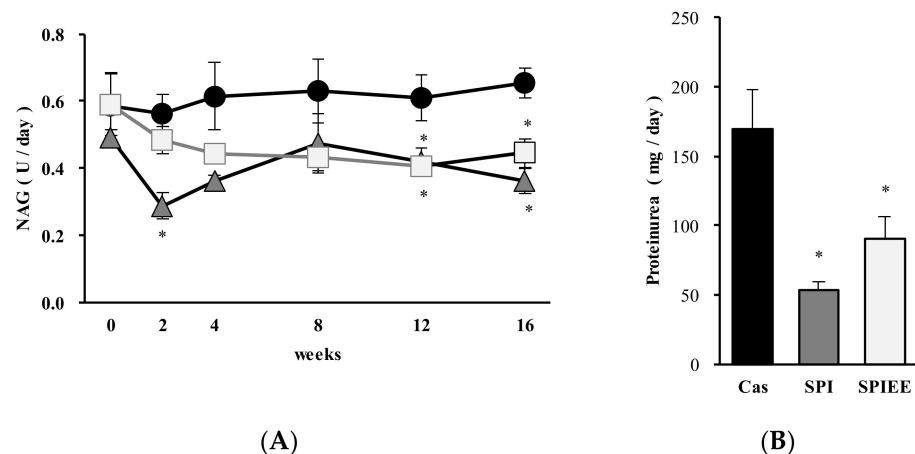 NAG ( U / day )
0.8
0.6
0.4
0.2
0.0
* * * * *
0 2 4 8 12 16
weeks
(A)
Proteinurea ( mg / day )
250
200
150
100
50
0
* *
Cas SPI SPIEE
(B)